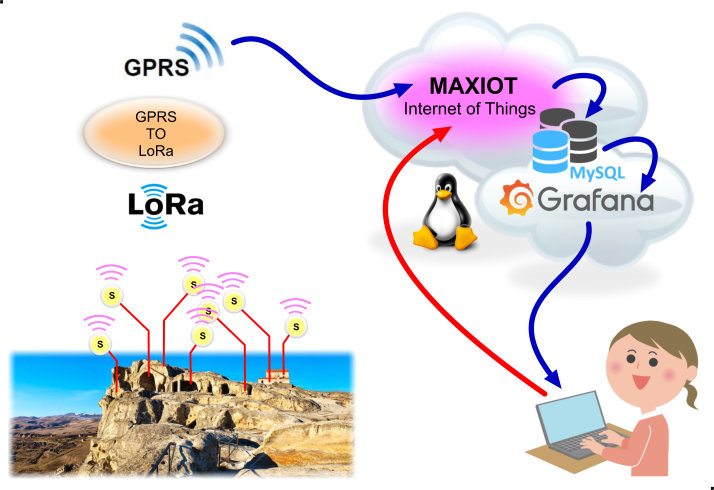 GPRS
MAXIOT
Internet of Things
GPRS
TO
LoRa
MySQL
Grafana
LoRa
S
S
S
S
S
S
S